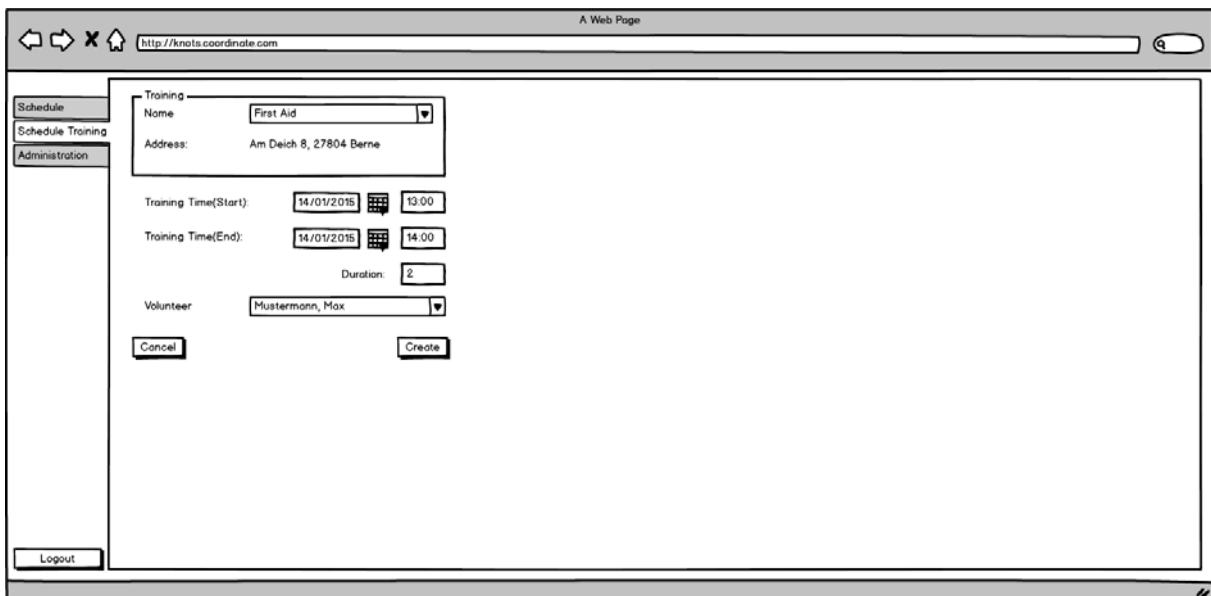 A Web Page
http://knots.coordinate.com
Schedule
Schedule Training
Administration
Logout
Training
Name First Aid
Address: Am Deich 8, 27804 Berne
Training Time(Start): 14/01/2015 13:00
Training Time(End): 14/01/2015 14:00
Duration: 2
Volunteer Mustermann, Max
Cancel Create